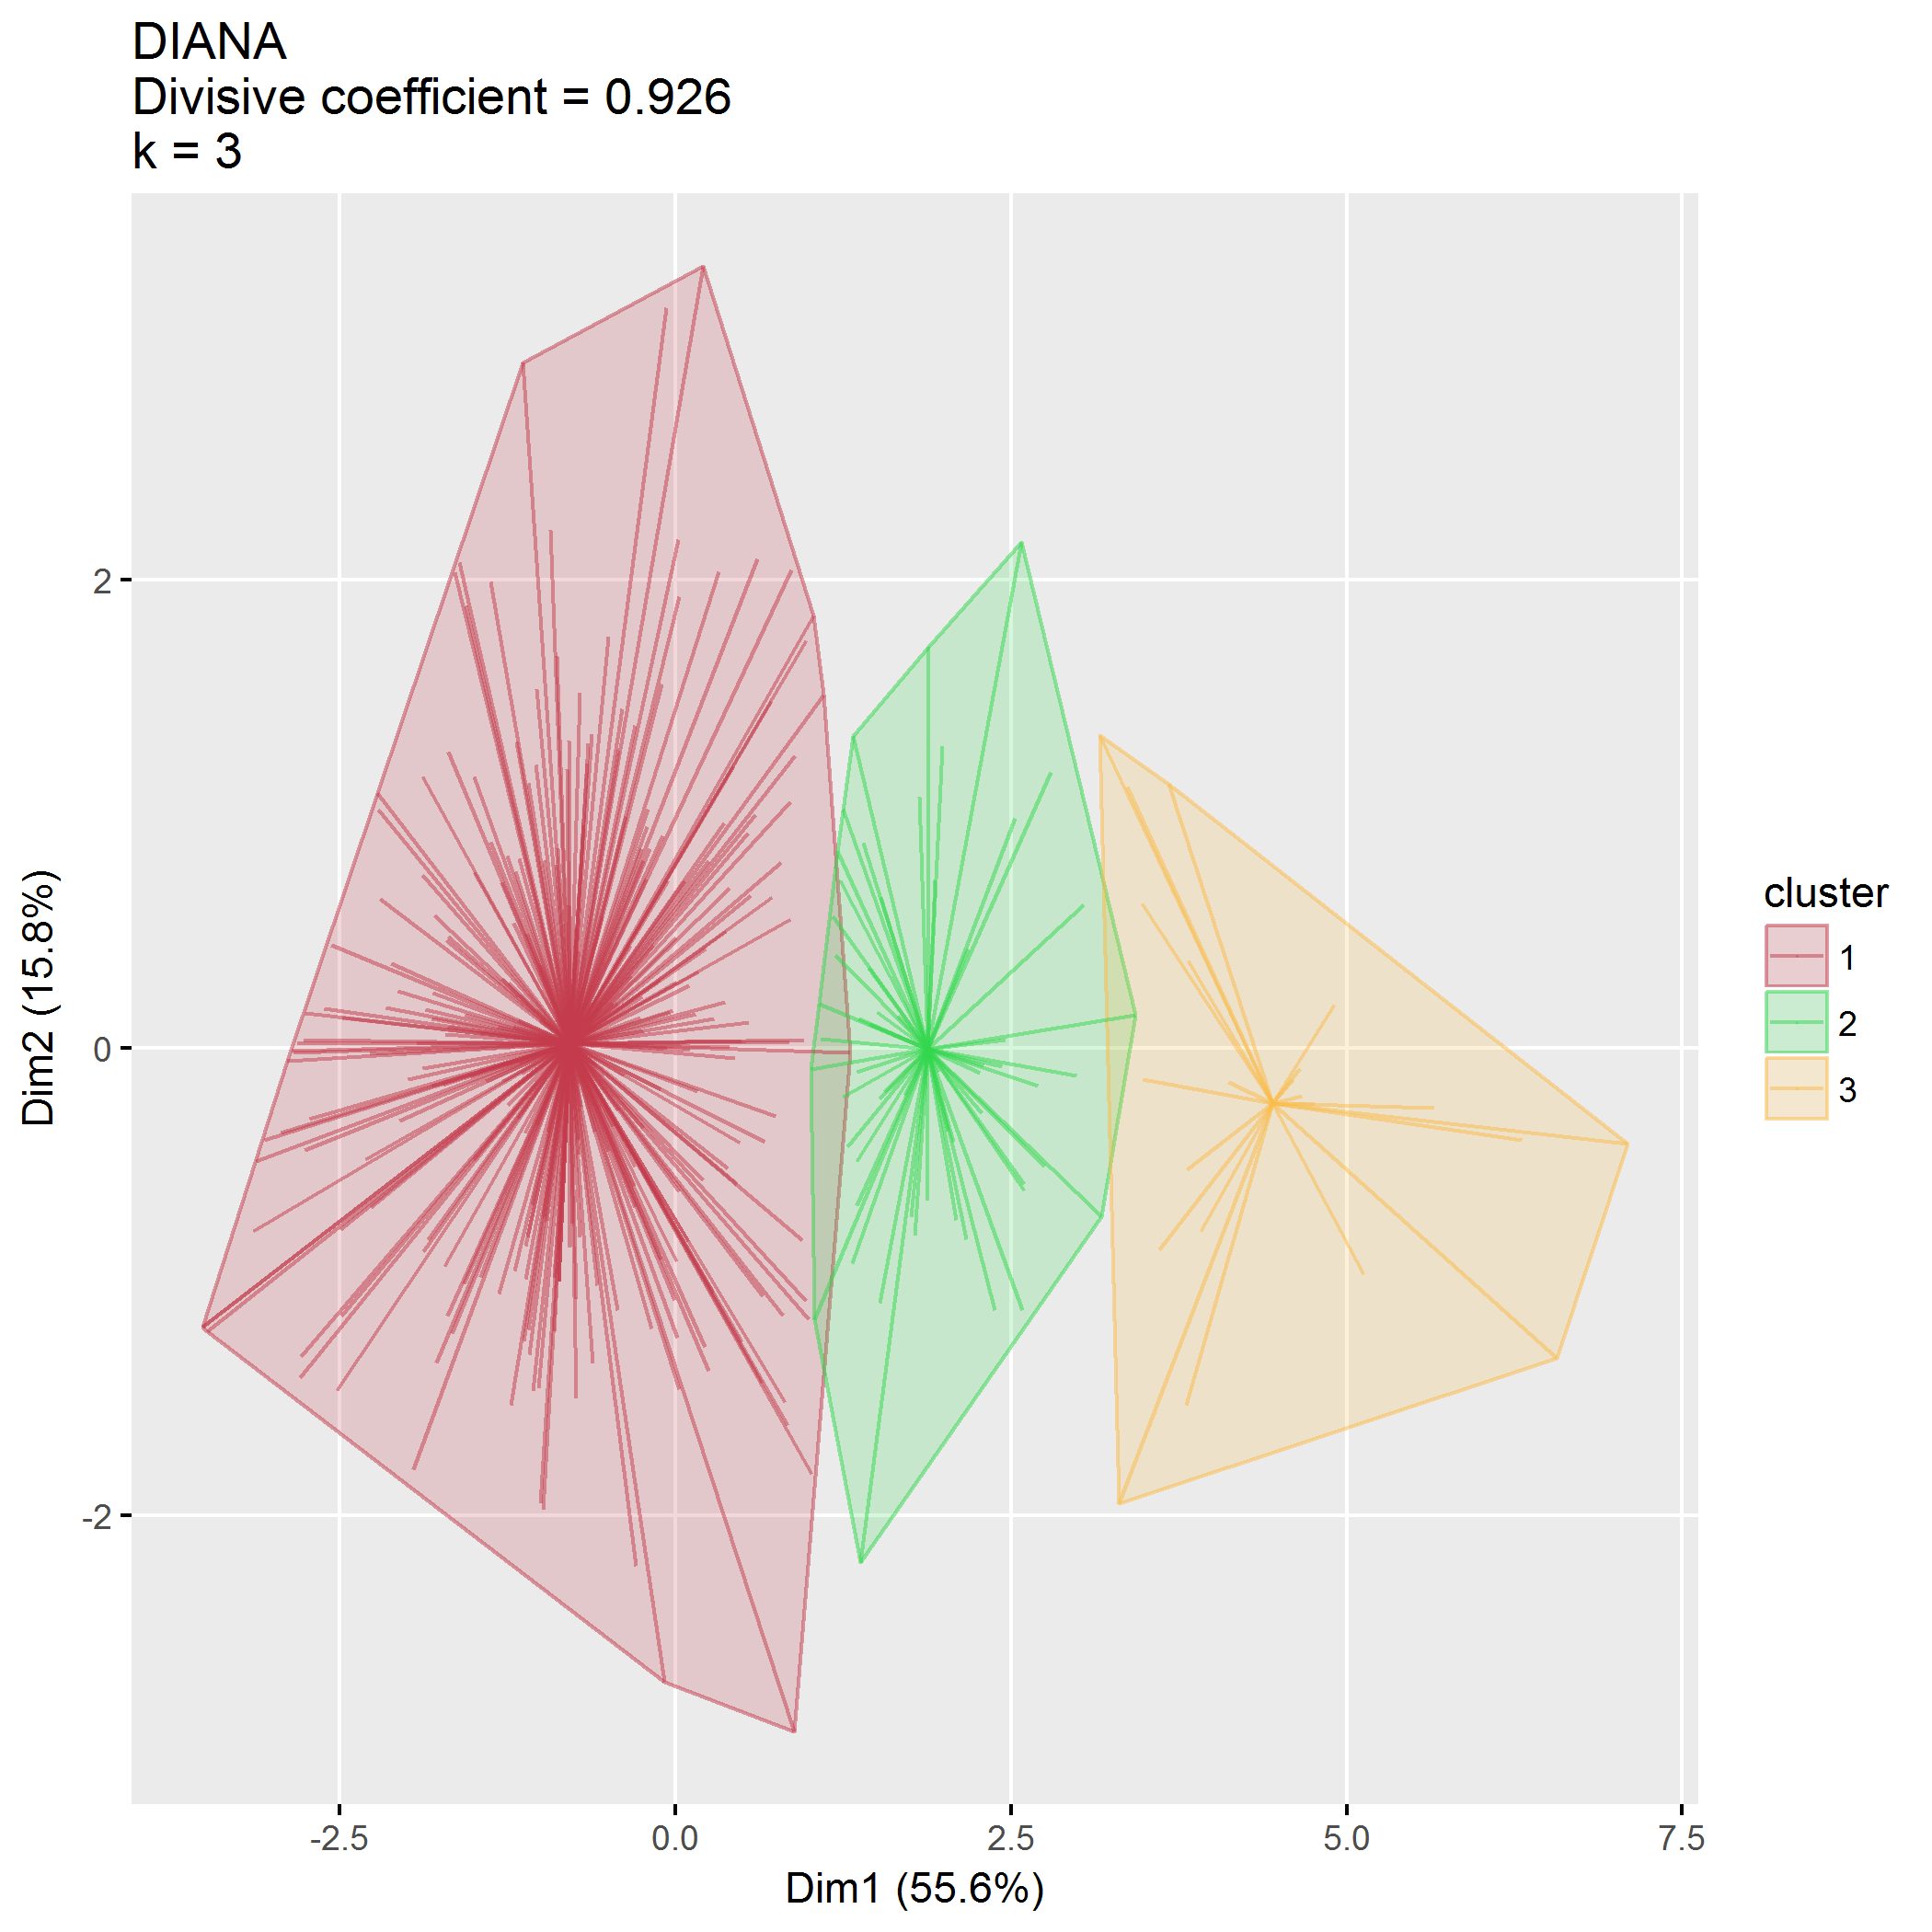 DIANA
Divisive coefficient = 0.926
k = 3
2
0
-2
Dim2 (15.8%)
-2.5 0.0 2.5 5.0 7.5
Dim1 (55.6%)
cluster
1
2
3